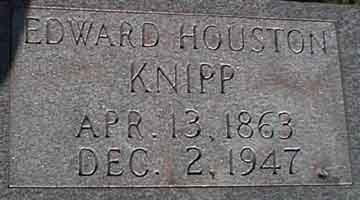 EDWARD HOUSTON
KNIPP
APR. 13, 1863
DEC. 2, 1947